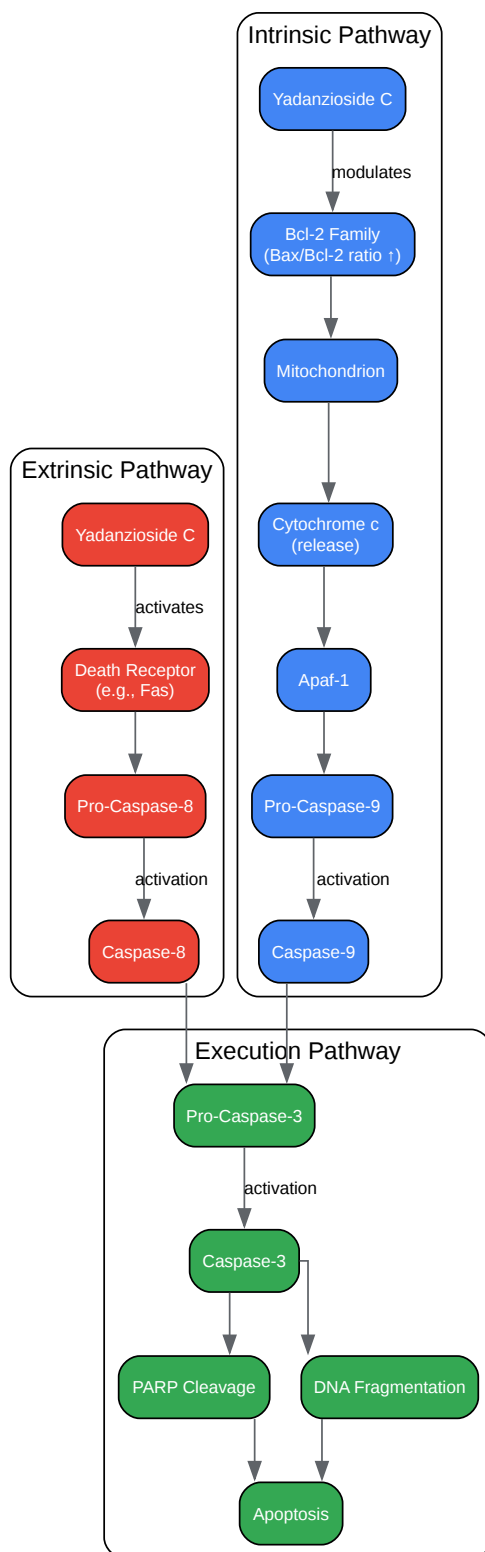 Intrinsic Pathway
Yadanzioside C
modulates
Bcl-2 Family
(Bax/Bcl-2 ratio ↑)
Mitochondrion
Cytochrome c
(release)
Apaf-1
Pro-Caspase-9
activation
Caspase-9
Extrinsic Pathway
Yadanzioside C
activates
Death Receptor
(e.g., Fas)
Pro-Caspase-8
activation
Caspase-8
Execution Pathway
Pro-Caspase-3
activation
Caspase-3
PARP Cleavage
DNA Fragmentation
Apoptosis